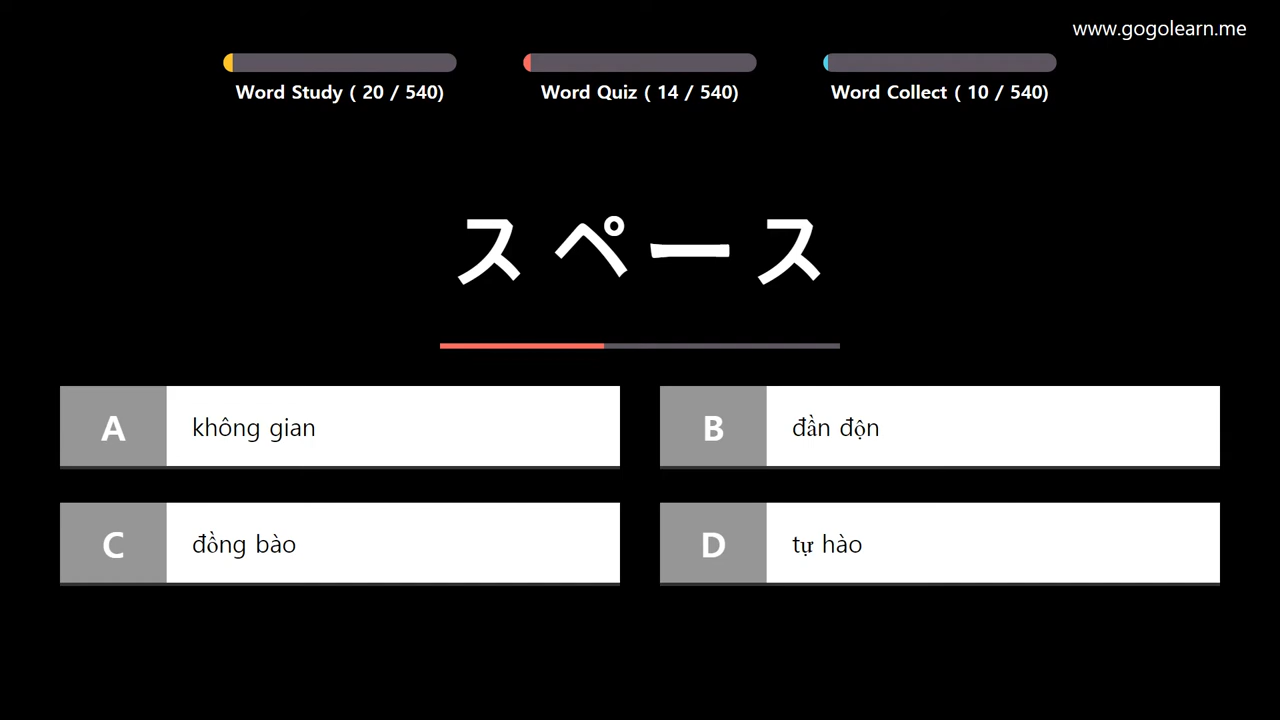 www.gogolearn.me
Word Study ( 20 / 540)
Word Quiz ( 14 / 540)
Word Collect ( 10 / 540)
スペース
A không gian
B đần độn
C đồng bào
D tự hào